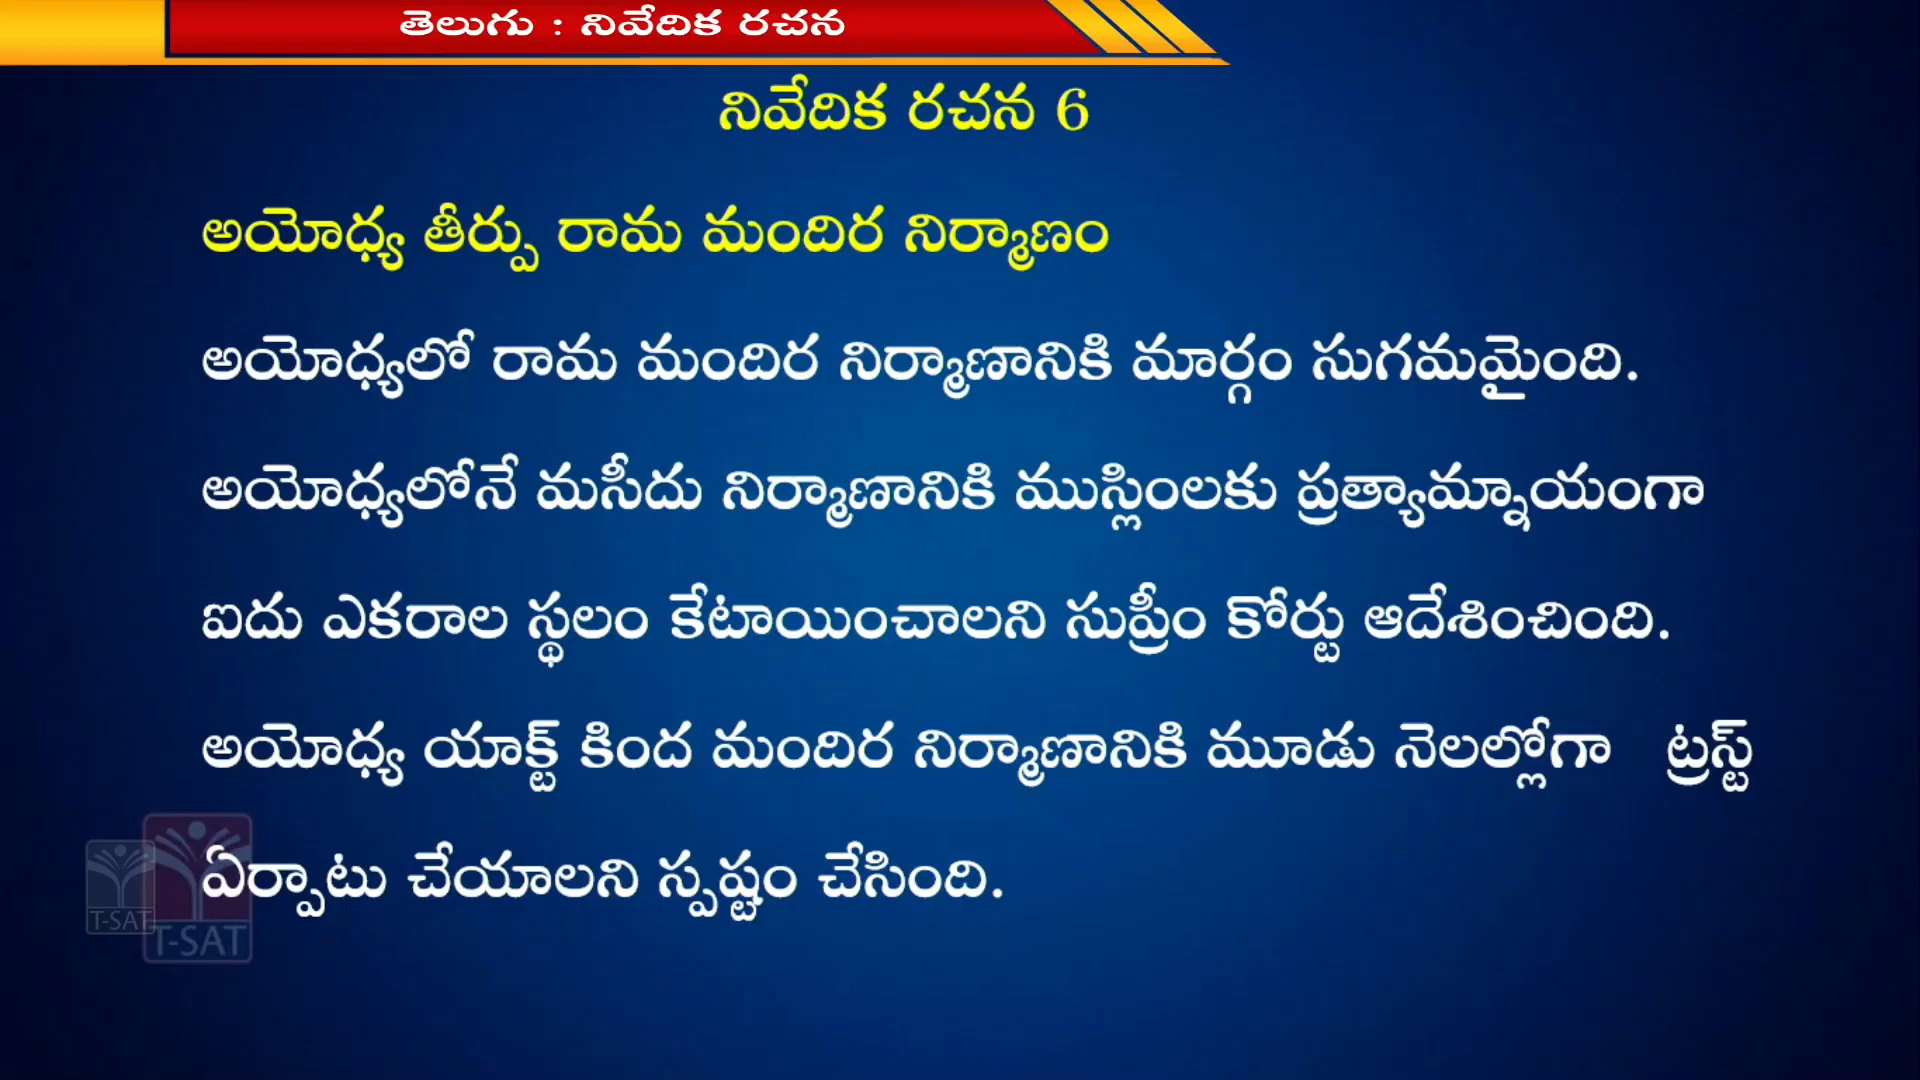 తెలుగు : నివేదిక రచన
నివేదిక రచన 6
అయోధ్య తీర్పు రామ మందిర నిర్మాణం
అయోధ్యలో రామ మందిర నిర్మాణానికి మార్గం సుగమమైంది.
అయోధ్యలోనే మసీదు నిర్మాణానికి ముస్లింలకు ప్రత్యామ్నాయంగా
ఐదు ఎకరాల స్థలం కేటాయించాలని సుప్రీం కోర్టు ఆదేశించింది.
అయోధ్య యాక్ట్ కింద మందిర నిర్మాణానికి మూడు నెలల్లోగా ట్రస్ట్
ఏర్పాటు చేయాలని స్పష్టం చేసింది.
T-SAT
T-SAT